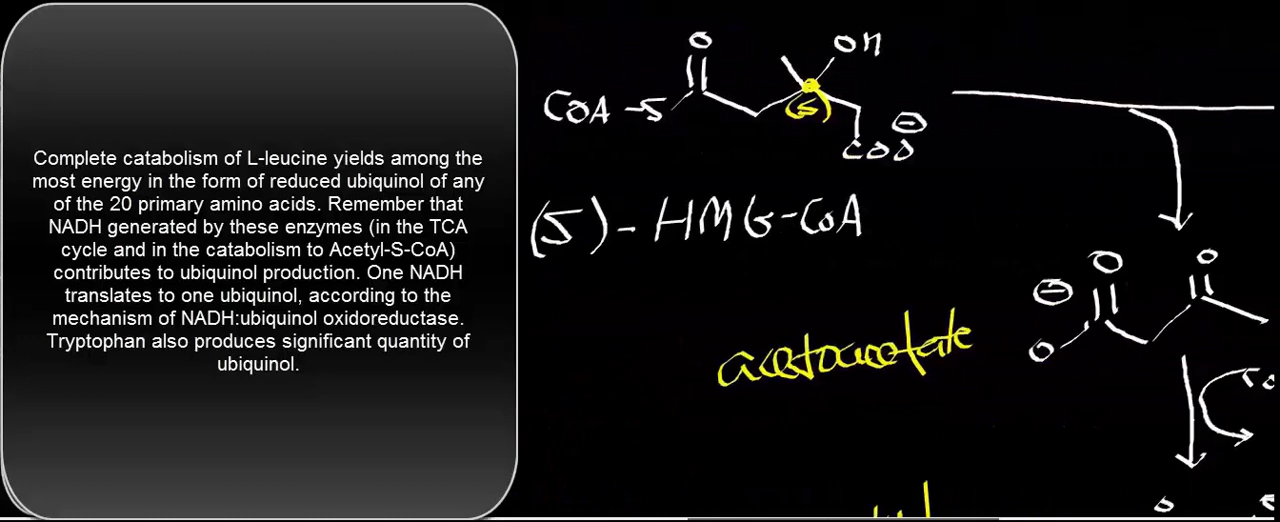 Complete catabolism of L-leucine yields among the
most energy in the form of reduced ubiquinol of any
of the 20 primary amino acids. Remember that
NADH generated by these enzymes (in the TCA
cycle and in the catabolism to Acetyl-S-CoA)
contributes to ubiquinol production. One NADH
translates to one ubiquinol, according to the
mechanism of NADH:ubiquinol oxidoreductase.
Tryptophan also produces significant quantity of
ubiquinol.
O
OH
CoA-S
(S)
COO
(S)-HMG-CoA
O
O
O
acetoacetate
O